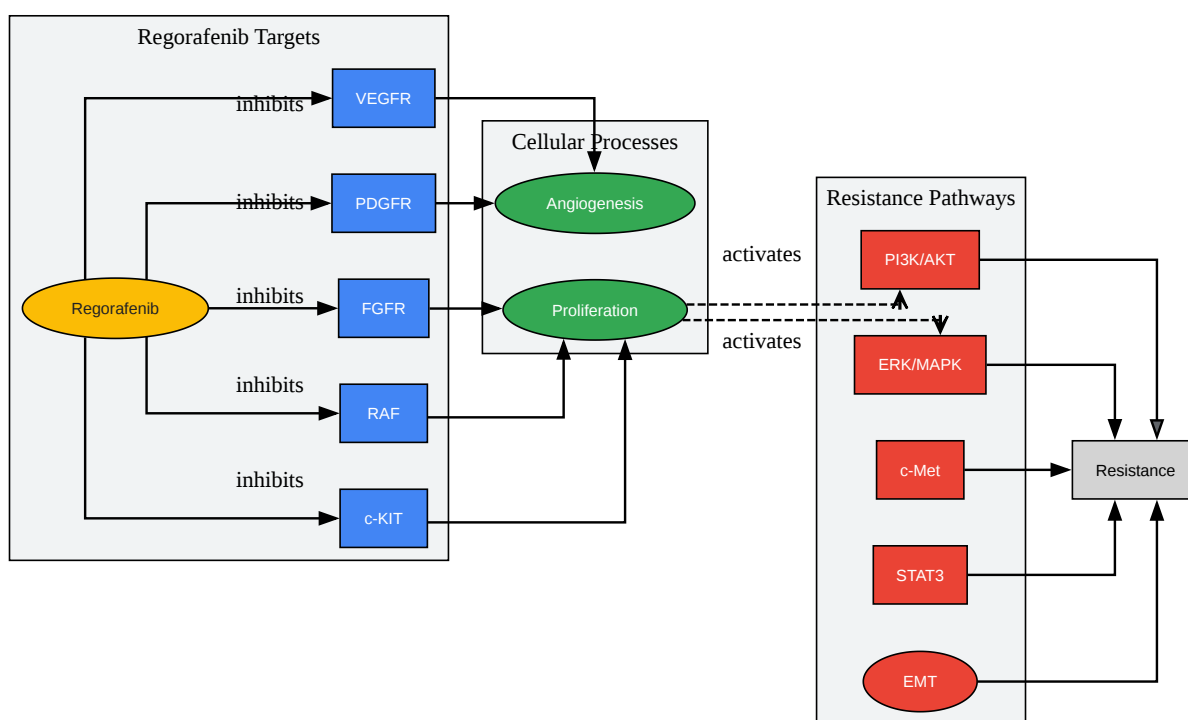 Regorafenib Targets
inhibits
VEGFR
Cellular Processes
inhibits
PDGFR
Angiogenesis
Resistance Pathways
activates
PI3K/AKT
Regorafenib
inhibits
FGFR
Proliferation
activates
ERK/MAPK
inhibits
RAF
c-Met
Resistance
inhibits
c-KIT
STAT3
EMT